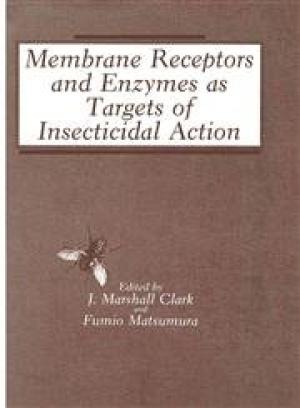 Membrane Receptors
and Enzymes as
Targets of
Insecticidal Action
Edited by
J. Marshall Clark
and
Fumio Matsumura